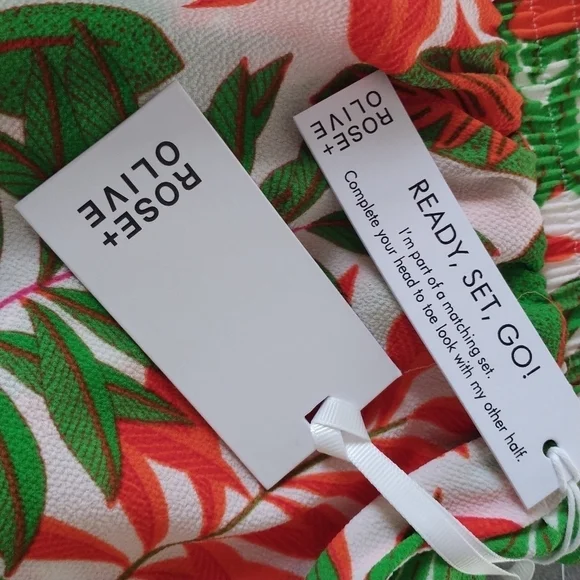 ROSE+
OLIVE
ROSE+
OLIVE
READY, SET, GO!
I'm part of a matching set.
Complete your head to toe look with my other half.